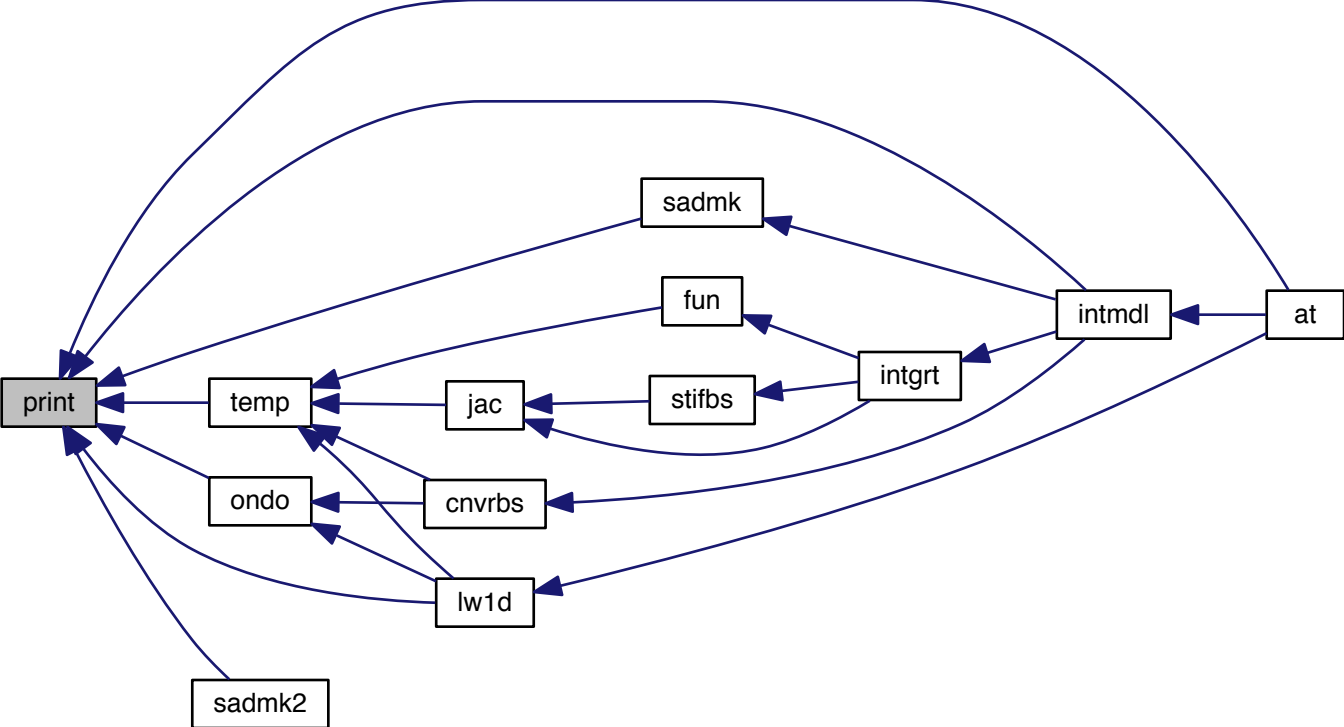 sadmk
fun
intmdl
at
print
temp
jac
stifbs
intgrt
ondo
cnvrbs
lw1d
sadmk2